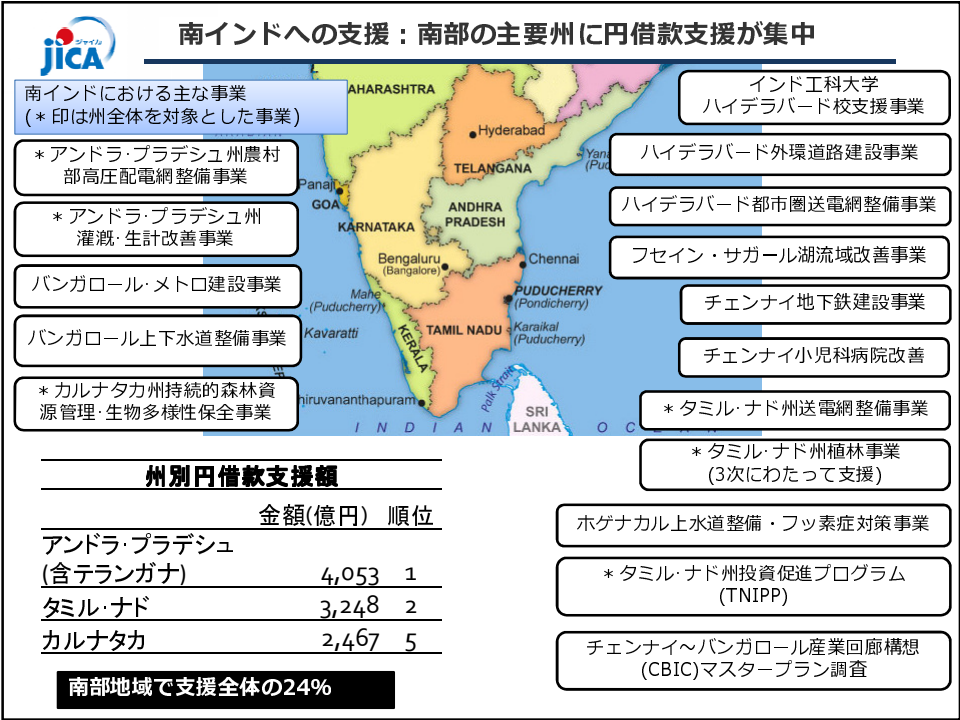 ジャイカ
JICA
南インドへの支援：南部の主要州に円借款支援が集中
南インドにおける主な事業
(＊印は州全体を対象とした事業)
＊アンドラ･プラデシュ州農村
部高圧配電網整備事業
＊アンドラ･プラデシュ州
灌漑･生計改善事業
バンガロール･メトロ建設事業
バンガロール上下水道整備事業
＊カルナタカ州持続的森林資
源管理･生物多様性保全事業
AHARASHTRA
Hyderabad
TELANGANA
Yana
(Puc
Panaji
GOA
KARNATAKA
ANDHRA
PRADESH
Bengaluru
(Bangalore)
Chennai
Mahe
(Puducherry)
PUDUCHERRY
(Pondicherry)
Kavaratti
KERALA
TAMIL NADU
Karaikal
(Puducherry)
hiruvananthapuram
Palk Strait
SRI
LANKA
INDIAN OCEAN
インド工科大学
ハイデラバード校支援事業
ハイデラバード外環道路建設事業
ハイデラバード都市圏送電網整備事業
フセイン・サガール湖流域改善事業
チェンナイ地下鉄建設事業
チェンナイ小児科病院改善
＊タミル･ナド州送電網整備事業
＊タミル･ナド州植林事業
(3次にわたって支援)
ホゲナカル上水道整備・フッ素症対策事業
＊タミル･ナド州投資促進プログラム
(TNIPP)
チェンナイ～バンガロール産業回廊構想
(CBIC)マスタープラン調査
州別円借款支援額
金額(億円) 順位
アンドラ･プラデシュ
(含テランガナ) 4,053 1
タミル･ナド 3,248 2
カルナタカ 2,467 5
南部地域で支援全体の24%